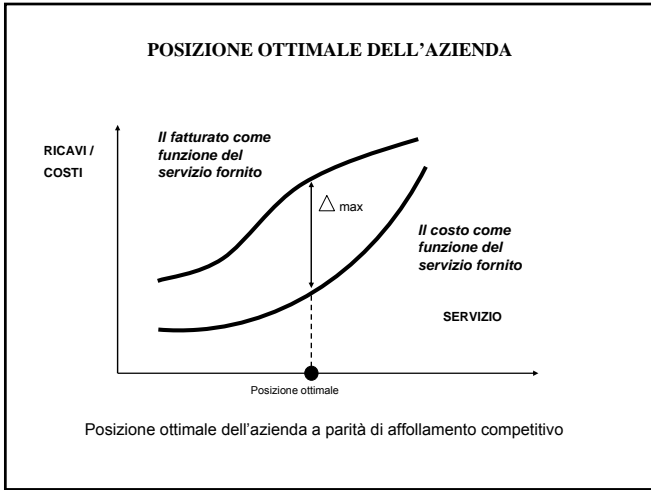 POSIZIONE OTTIMALE DELL'AZIENDA
RICAVI /
COSTI
Il fatturato come
funzione del
servizio fornito
△ max
Il costo come
funzione del
servizio fornito
SERVIZIO
Posizione ottimale
Posizione ottimale dell'azienda a parità di affollamento competitivo